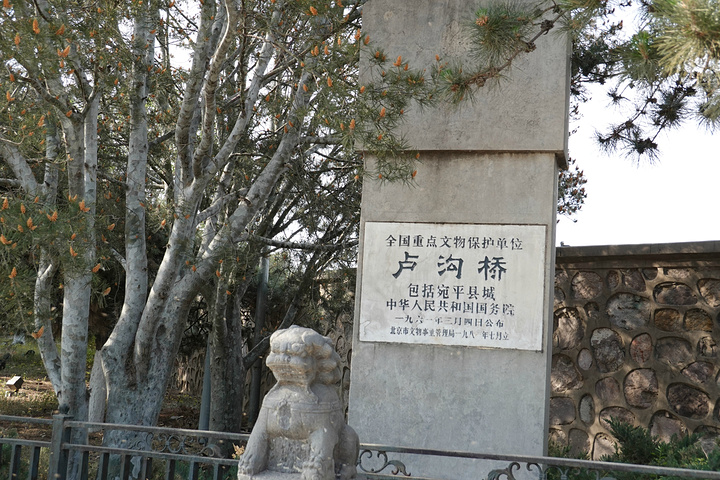 全国重点文物保护单位
卢沟桥
包括宛平县城
中华人民共和国国务院
一九六一年三月四日公布
北京市文物事业管理局一九八一年十月立